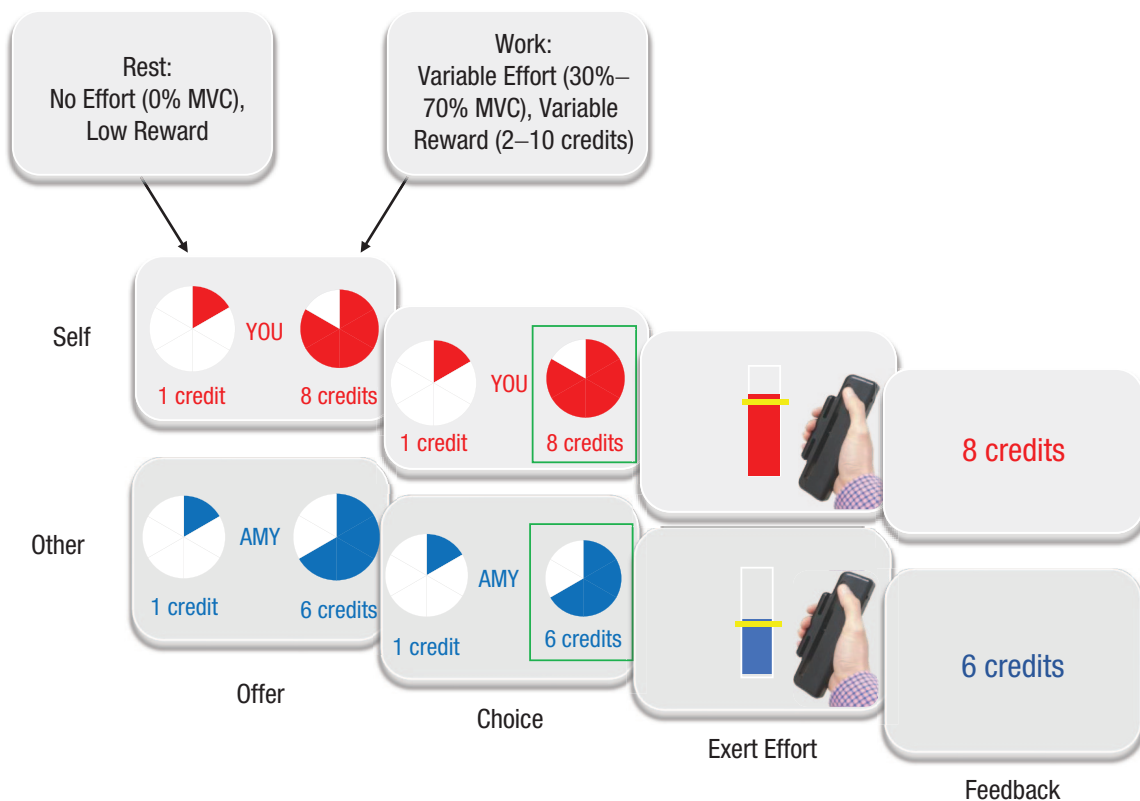 Rest:
No Effort (0% MVC),
Low Reward
Work:
Variable Effort (30%–
70% MVC), Variable
Reward (2–10 credits)
Self
YOU
1 credit
8 credits
YOU
1 credit
8 credits
8 credits
Other
AMY
1 credit
6 credits
AMY
1 credit
6 credits
6 credits
Offer
Choice
Exert Effort
Feedback